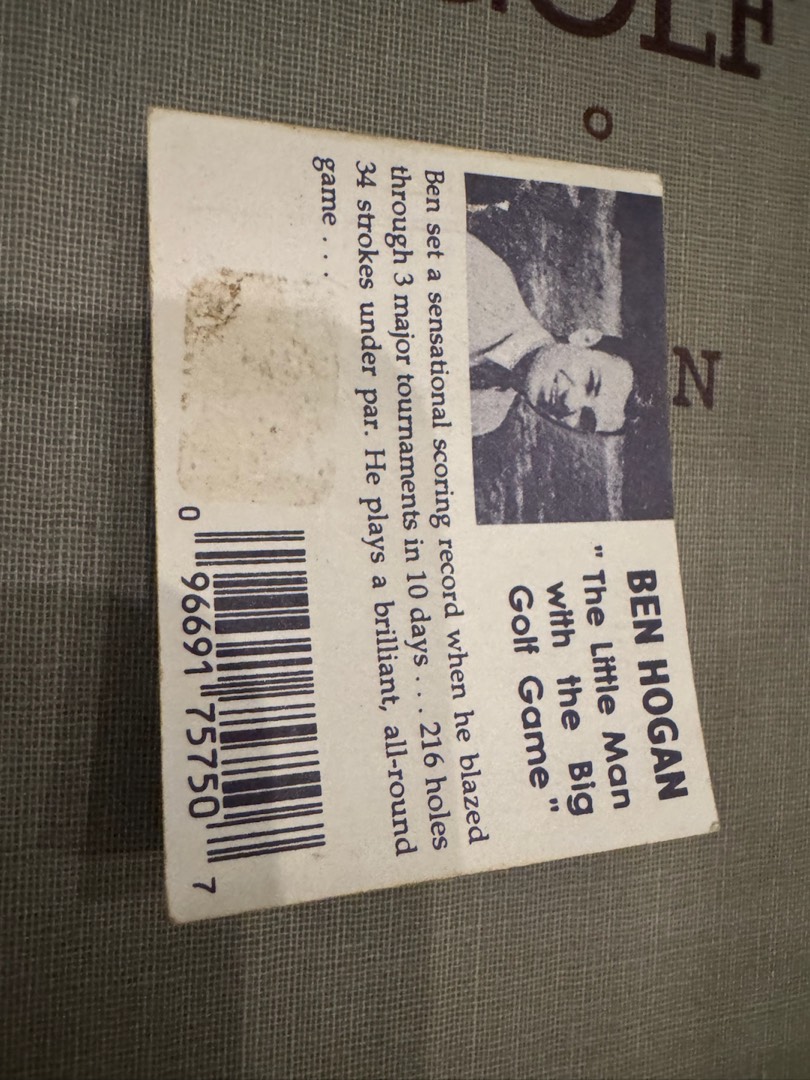 GOLF
O
N
BEN HOGAN
"The Little Man
with the Big
Golf Game"
Ben set a sensational scoring record when he blazed
through 3 major tournaments in 10 days . . . 216 holes
34 strokes under par. He plays a brilliant, all-round
game . . .
0 96691 75750 7